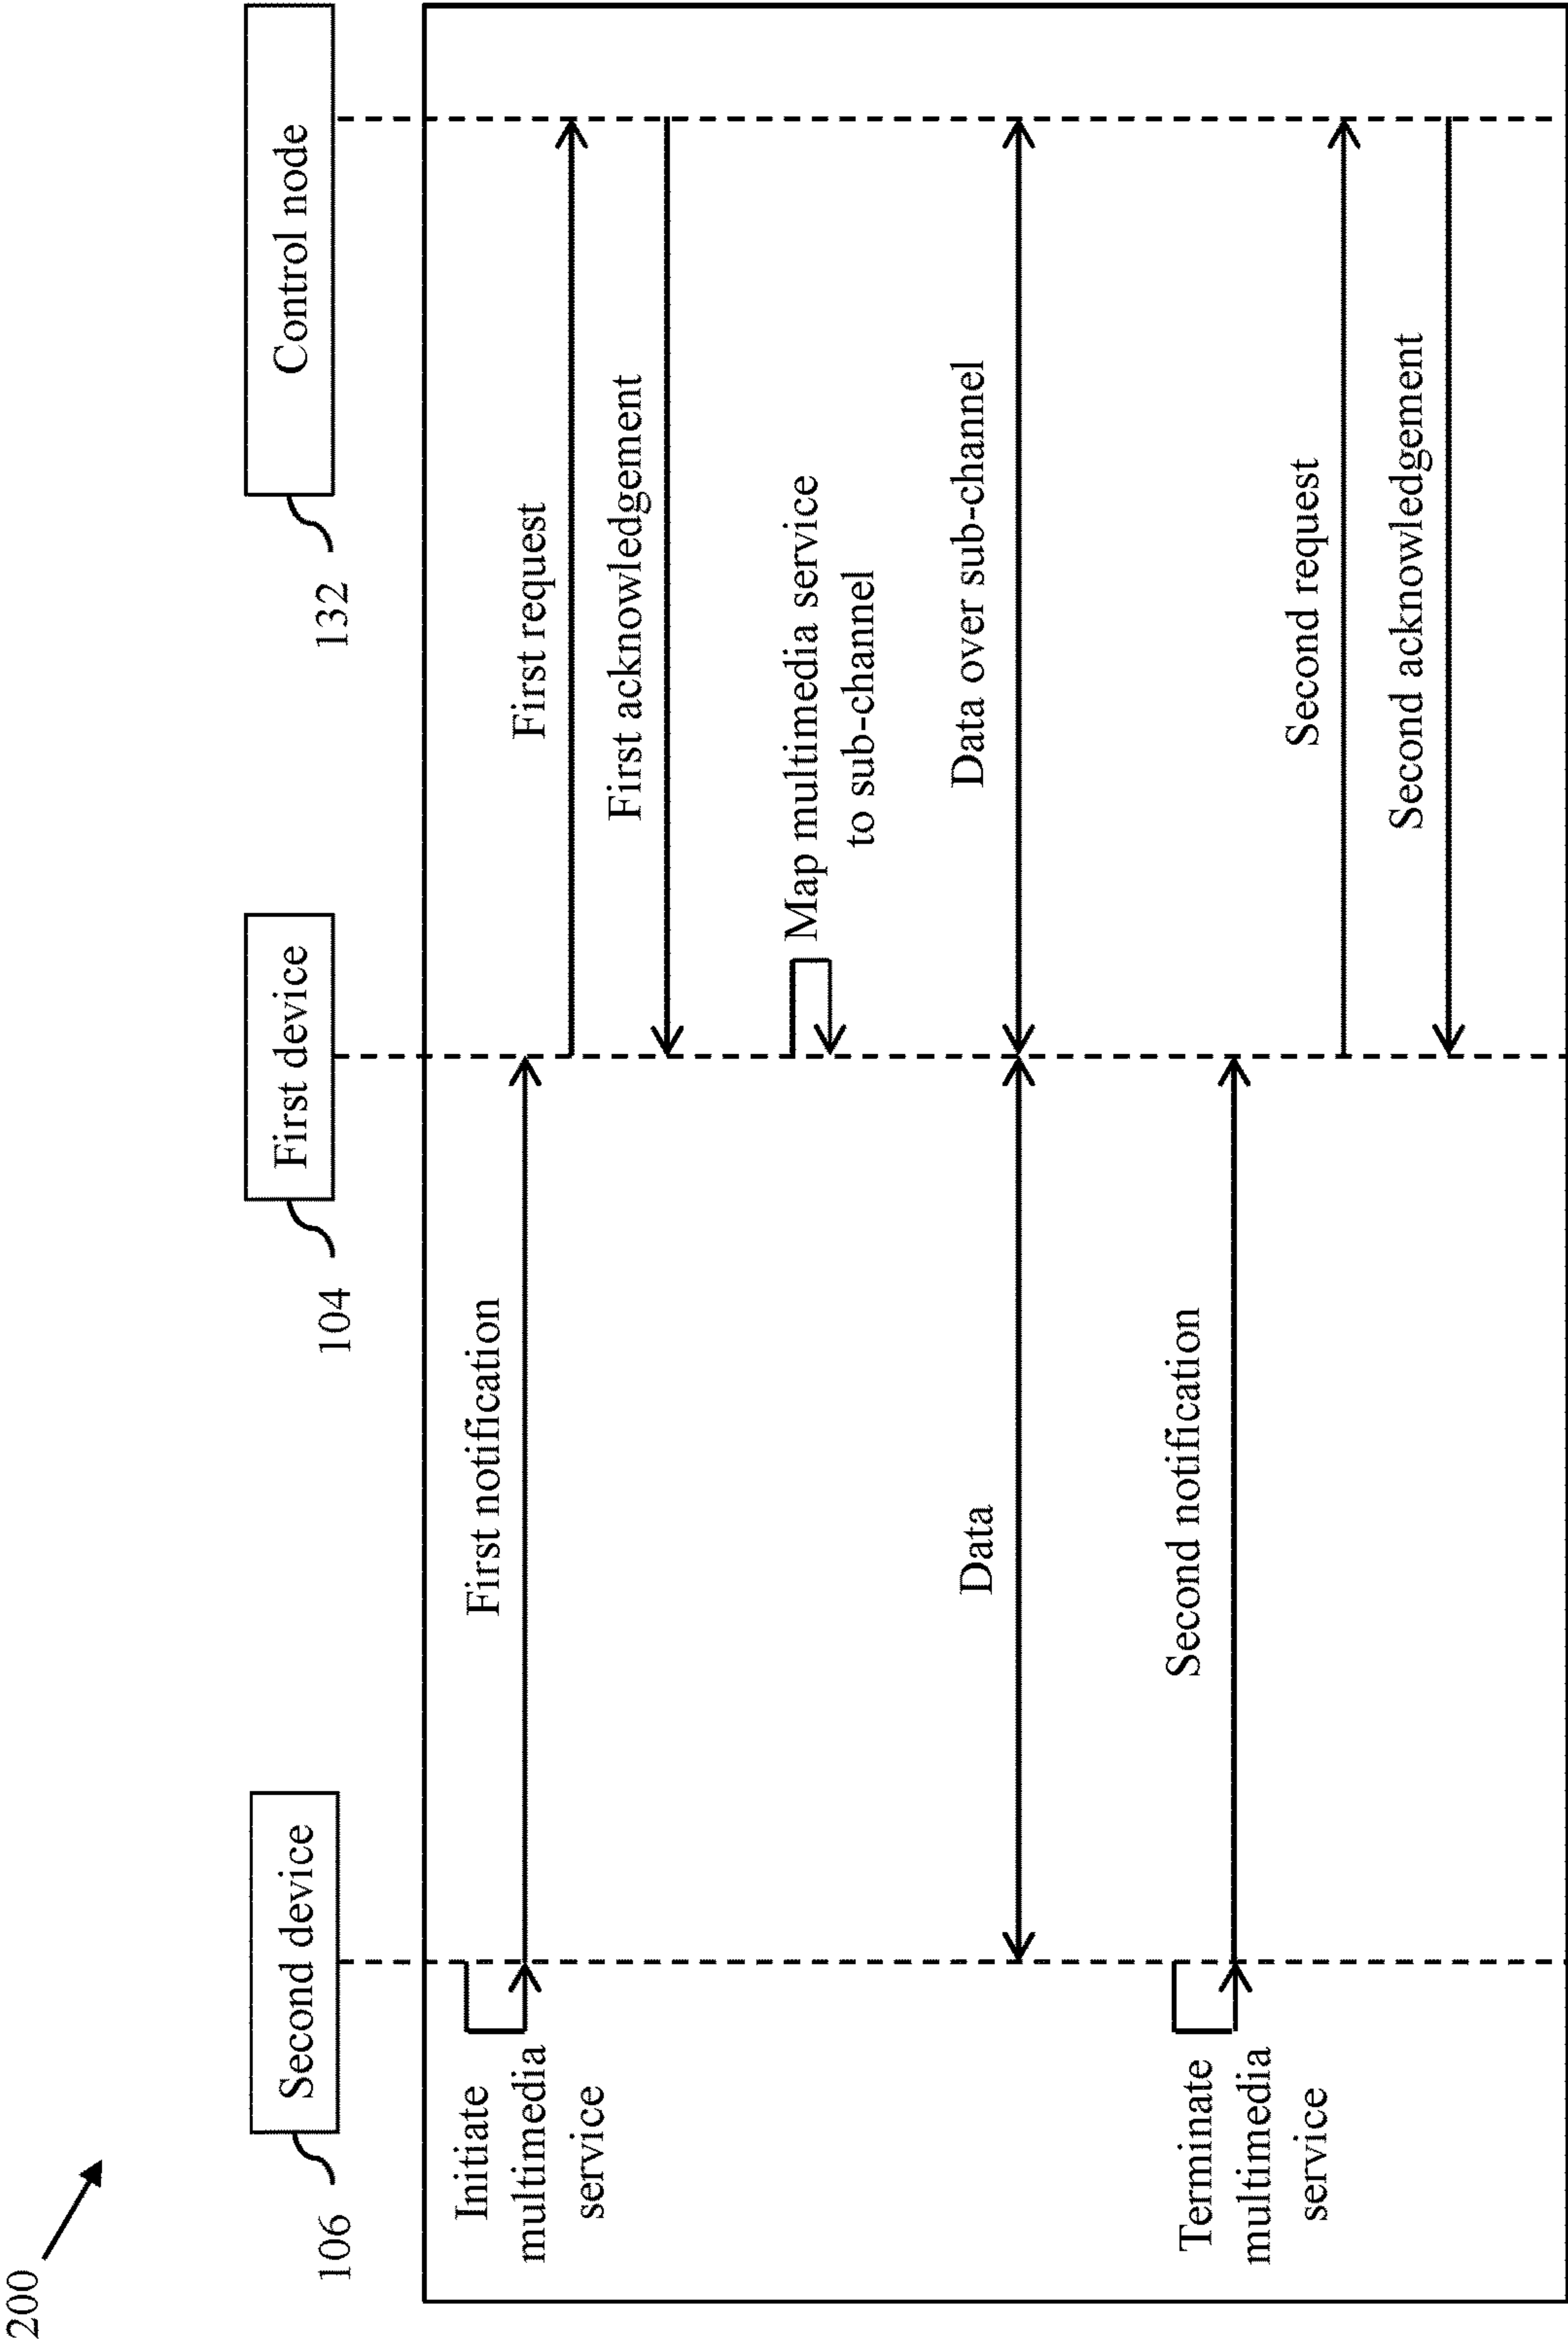 200
Second device
106
First device
104
Control node
132
Initiate
multimedia
service
First notification
First request
First acknowledgement
Map multimedia service
to sub-channel
Data
Data over sub-channel
Terminate
multimedia
service
Second notification
Second request
Second acknowledgement